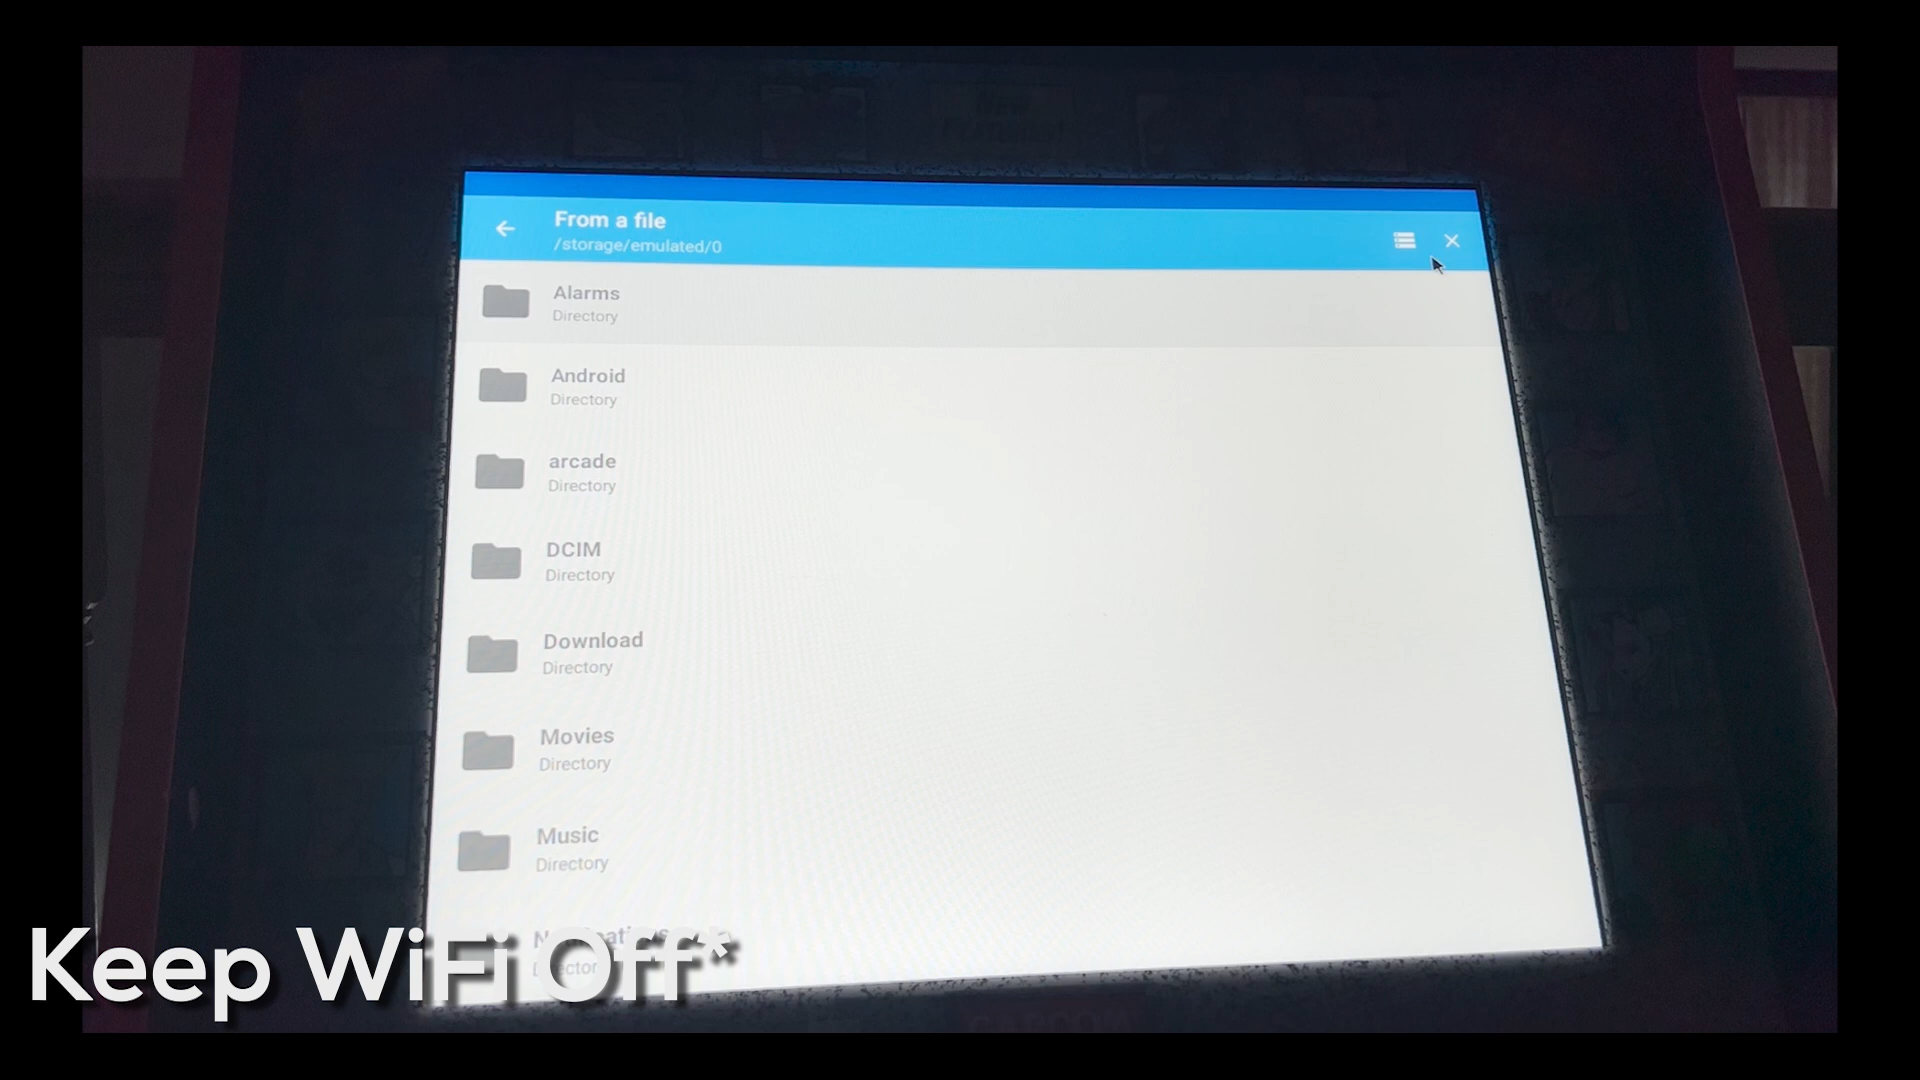 From a file
/storage/emulated/0
Alarms
Directory
Android
Directory
arcade
Directory
DCIM
Directory
Download
Directory
Movies
Directory
Music
Directory
Keep WiFi Off*